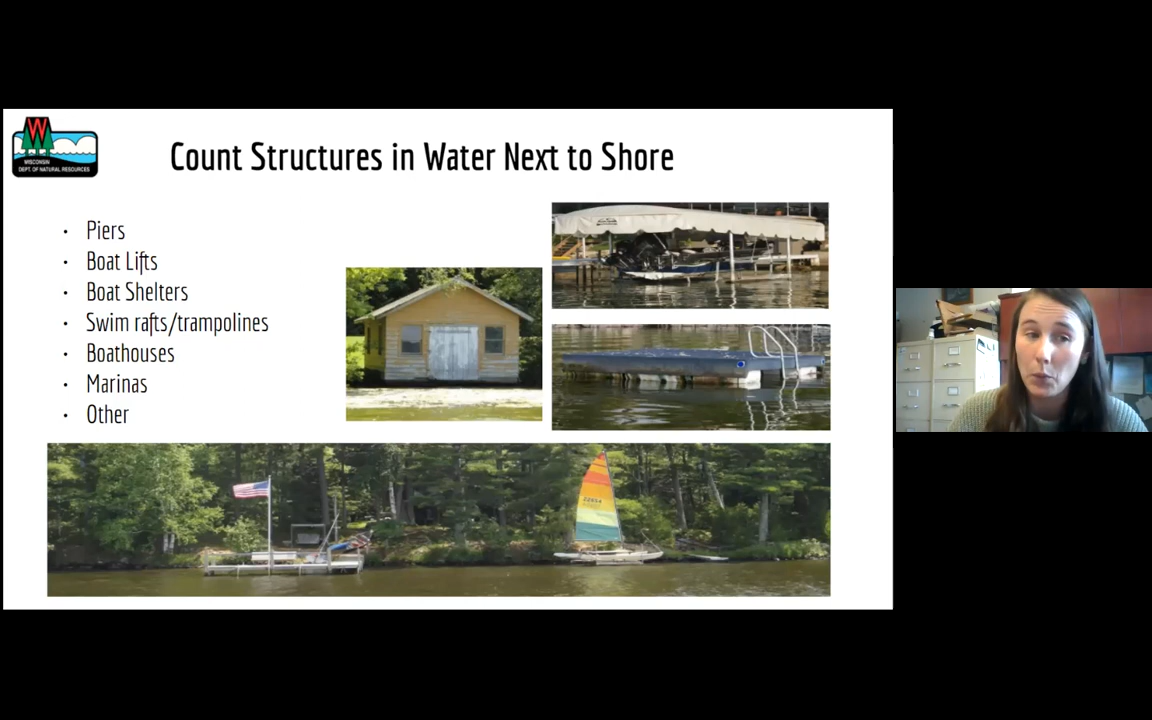 WISCONSIN
DEPT. OF NATURAL RESOURCES
Count Structures in Water Next to Shore
• Piers
• Boat Lifts
• Boat Shelters
• Swim rafts/trampolines
• Boathouses
• Marinas
• Other